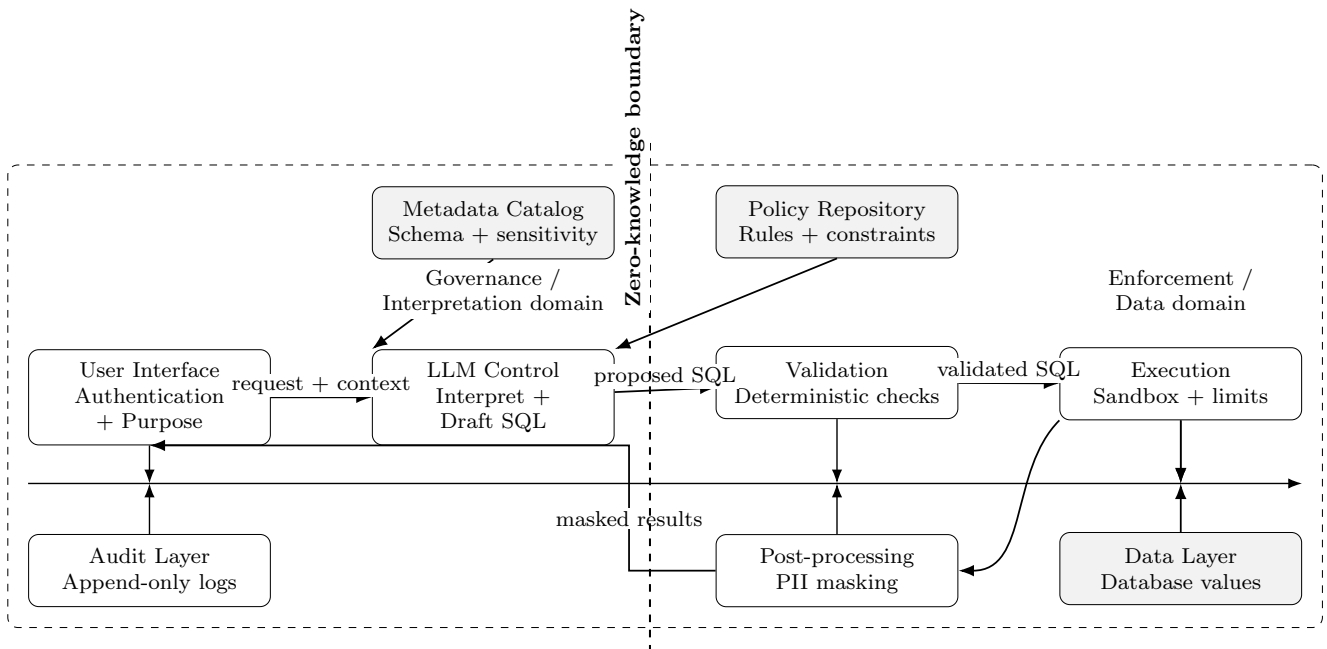 Zero-knowledge boundary
Metadata Catalog
Schema + sensitivity
Policy Repository
Rules + constraints
Governance /
Interpretation domain
Enforcement /
Data domain
User Interface
Authentication
+ Purpose
request + context
LLM Control
Interpret +
Draft SQL
proposed SQL
Validation
Deterministic checks
validated SQL
Execution
Sandbox + limits
masked results
Audit Layer
Append-only logs
Post-processing
PII masking
Data Layer
Database values